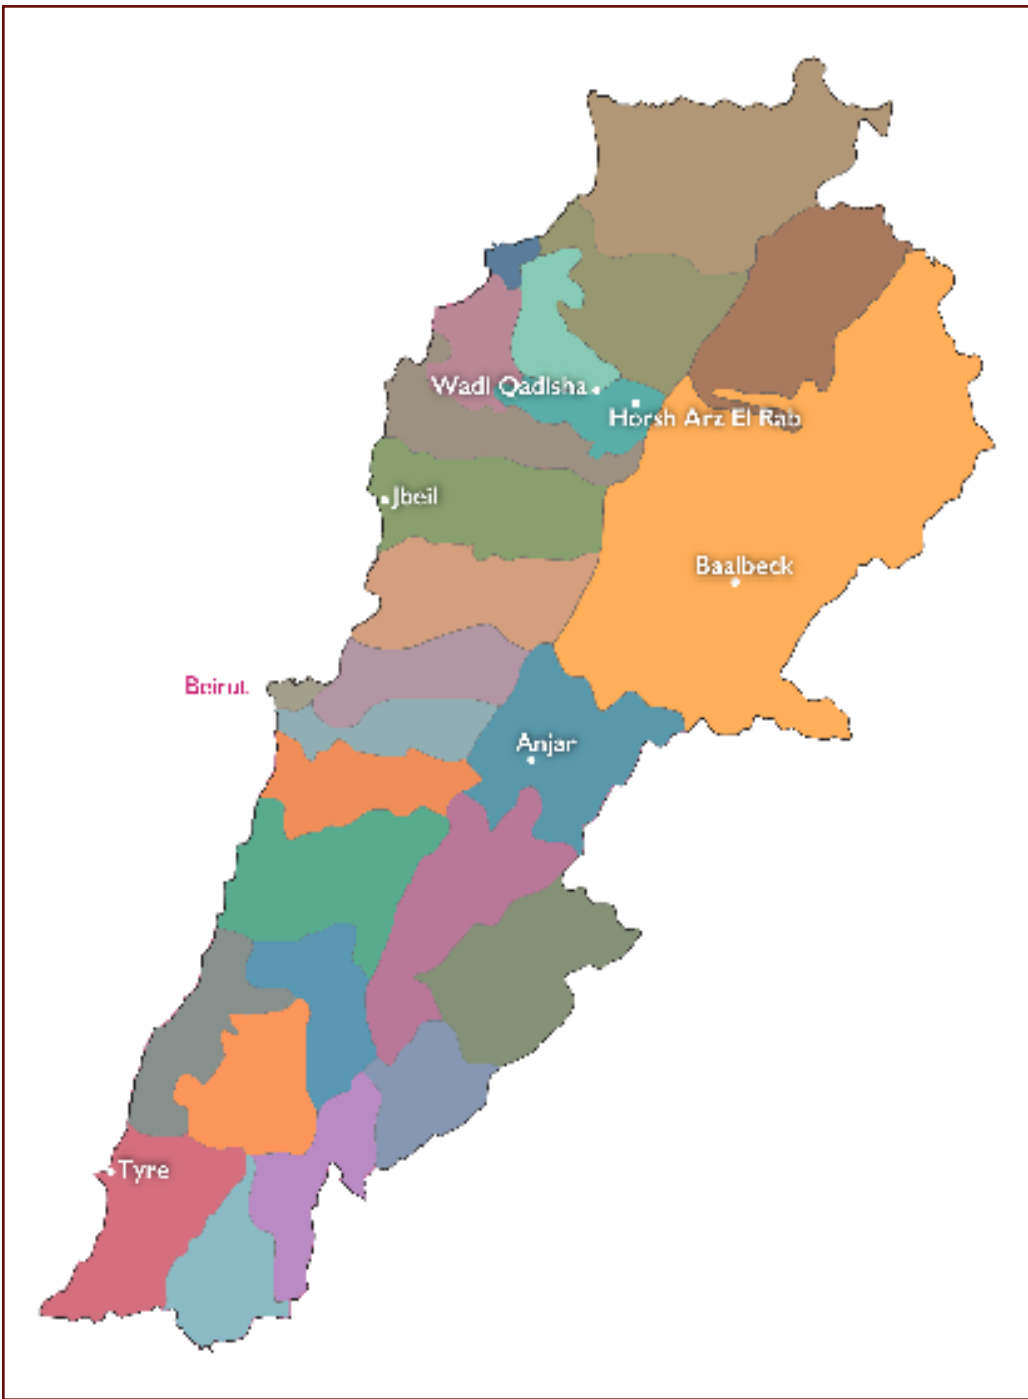 Wadi Qadisha
Horsh Arz El Rab
Jbeil
Baalbeck
Beirut
Anjar
Tyre